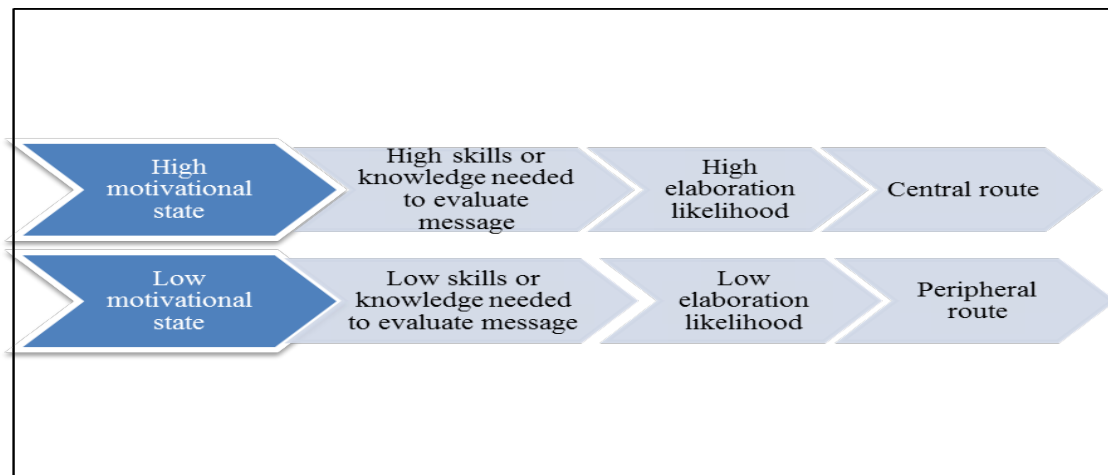 High
motivational
state
High skills or
knowledge needed
to evaluate
message
High
elaboration
likelihood
Central route
Low
motivational
state
Low skills or
knowledge needed
to evaluate message
Low
elaboration
likelihood
Peripheral
route